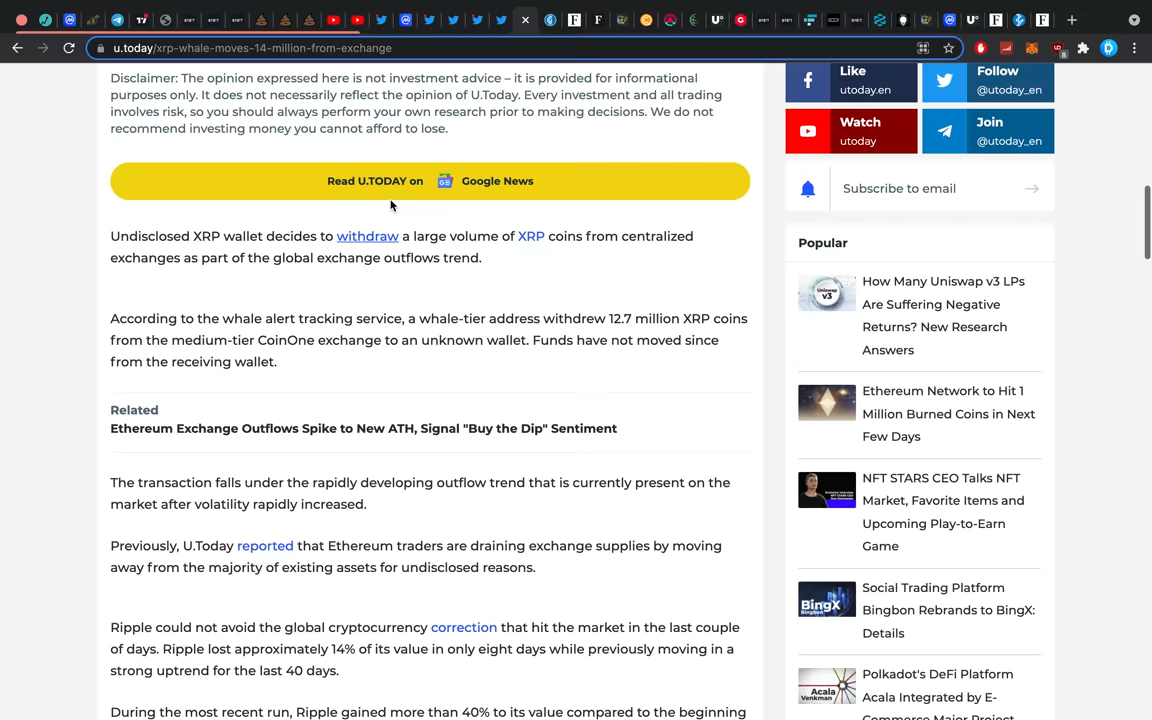 u.today/xrp-whale-moves-14-million-from-exchange
Disclaimer: The opinion expressed here is not investment advice – it is provided for informational
purposes only. It does not necessarily reflect the opinion of U.Today. Every investment and all trading
involves risk, so you should always perform your own research prior to making decisions. We do not
recommend investing money you cannot afford to lose.
Read U.TODAY on Google News
Undisclosed XRP wallet decides to withdraw a large volume of XRP coins from centralized
exchanges as part of the global exchange outflows trend.
According to the whale alert tracking service, a whale-tier address withdrew 12.7 million XRP coins
from the medium-tier CoinOne exchange to an unknown wallet. Funds have not moved since
from the receiving wallet.
Related
Ethereum Exchange Outflows Spike to New ATH, Signal "Buy the Dip" Sentiment
The transaction falls under the rapidly developing outflow trend that is currently present on the
market after volatility rapidly increased.
Previously, U.Today reported that Ethereum traders are draining exchange supplies by moving
away from the majority of existing assets for undisclosed reasons.
Ripple could not avoid the global cryptocurrency correction that hit the market in the last couple
of days. Ripple lost approximately 14% of its value in only eight days while previously moving in a
strong uptrend for the last 40 days.
During the most recent run, Ripple gained more than 40% to its value compared to the beginning
Like
utoday.en
Follow
@utoday_en
Watch
utoday
Join
@utoday_en
Subscribe to email
Popular
Uniswap
v3
How Many Uniswap v3 LPs
Are Suffering Negative
Returns? New Research
Answers
Ethereum Network to Hit 1
Million Burned Coins in Next
Few Days
NFT STARS CEO Talks NFT
Market, Favorite Items and
Upcoming Play-to-Earn
Game
BingX
Bingbon
Social Trading Platform
Bingbon Rebrands to BingX:
Details
Acala
Venkman
Polkadot's DeFi Platform
Acala Integrated by E-
Commerce Major Project